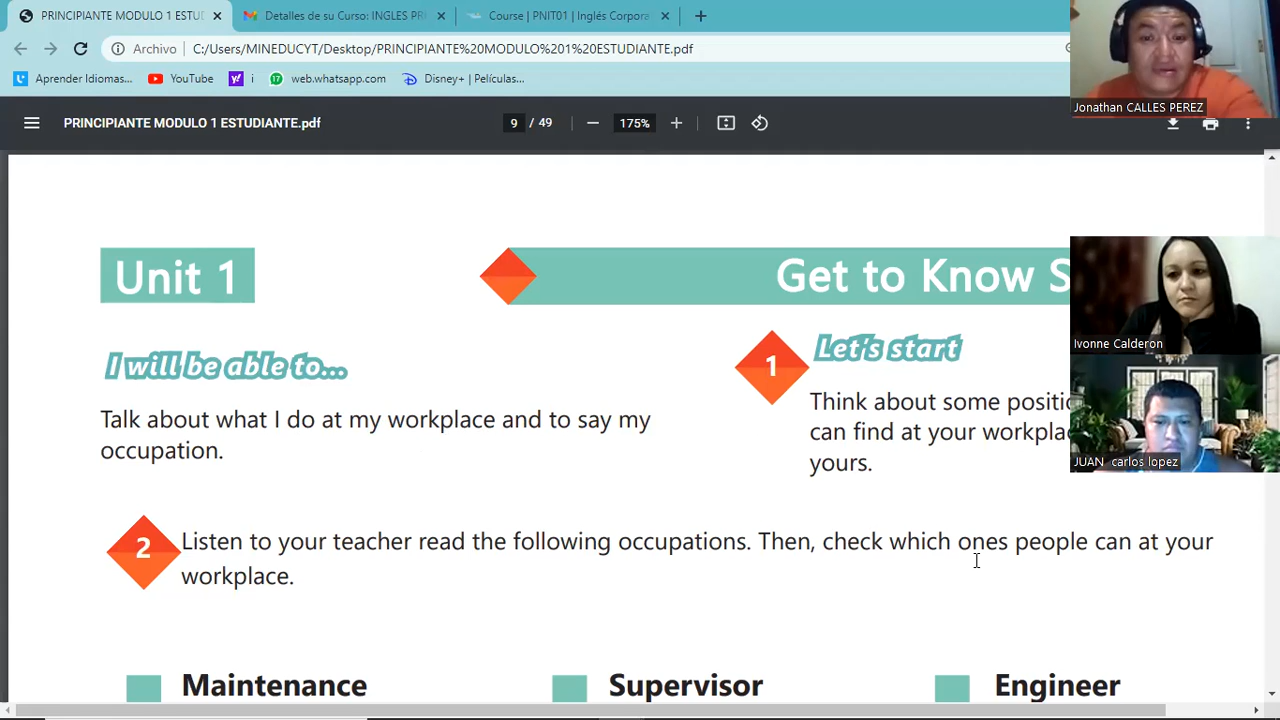 PRINCIPIANTE MODULO 1 ESTUD
Detalles de su Curso: INGLES PR
Course | PNIT01 | Inglés Corpora
Archivo
C:/Users/MINEDUCYT/Desktop/PRINCIPIANTE%20MODULO%201%20ESTUDIANTE.pdf
Aprender Idiomas...
YouTube
i
web.whatsapp.com
Disney+ | Películas...
Jonathan CALLES PEREZ
PRINCIPIANTE MODULO 1 ESTUDIANTE.pdf
9 / 49
175%
Unit 1
Get to Know S
I will be able to...
1
Let's start
Ivonne Calderon
Talk about what I do at my workplace and to say my
occupation.
Think about some positio
can find at your workpla
yours.
JUAN carlos lopez
2
Listen to your teacher read the following occupations. Then, check which ones people can at your
workplace.
Maintenance
Supervisor
Engineer